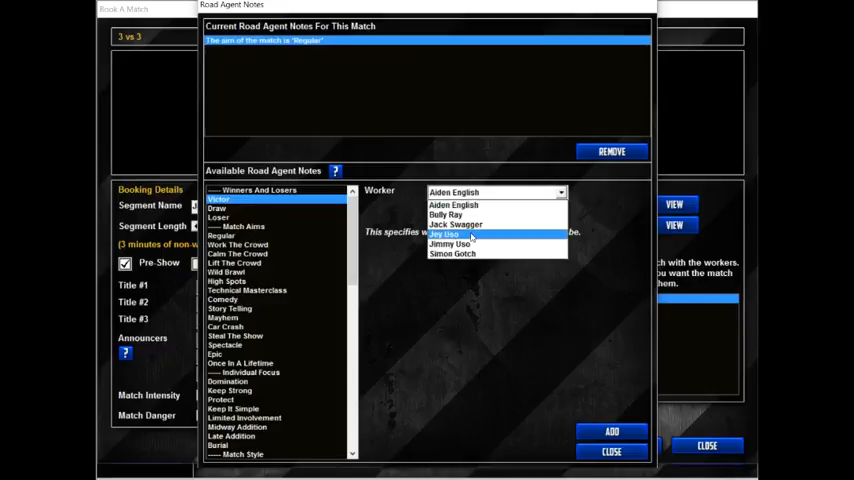 Book A Match
Road Agent Notes
3 vs 3
Current Road Agent Notes For This Match
The aim of the match is 'Regular'
REMOVE
Available Road Agent Notes ?
----- Winners And Losers
Victor
Draw
Loser
----- Match Aims
Regular
Work The Crowd
Calm The Crowd
Lift The Crowd
Wild Brawl
High Spots
Technical Masterclass
Comedy
Story Telling
Mayhem
Car Crash
Steal The Show
Spectacle
Epic
Once In A Lifetime
----- Individual Focus
Domination
Keep Strong
Protect
Keep It Simple
Limited Involvement
Midway Addition
Late Addition
Burial
----- Match Style
Worker
Aiden English
Aiden English
Bully Ray
Jack Swagger
Jey Uso
Jimmy Uso
Simon Gotch
This specifies
be.
ADD
CLOSE
Booking Details
Segment Name
Segment Length
(3 minutes of non-w
Pre-Show
Title #1
Title #2
Title #3
Announcers
?
Match Intensity
Match Danger
VIEW
VIEW
ch with the workers.
ou want the match
hem.
CLOSE